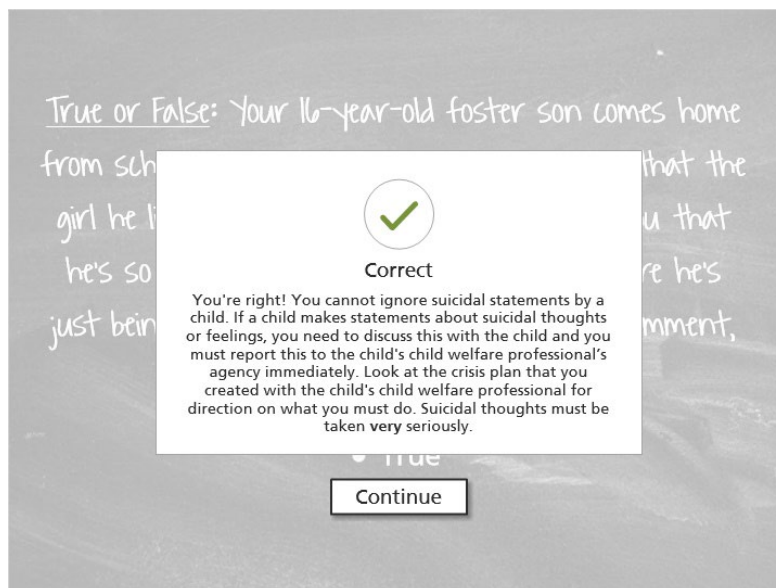 True or False: Your 16-year-old foster son comes home
from sch that the
girl he li u that
he's so re he's
just bein mment,
Correct
You're right! You cannot ignore suicidal statements by a
child. If a child makes statements about suicidal thoughts
or feelings, you need to discuss this with the child and you
must report this to the child's child welfare professional's
agency immediately. Look at the crisis plan that you
created with the child's child welfare professional for
direction on what you must do. Suicidal thoughts must be
taken very seriously.
True
Continue